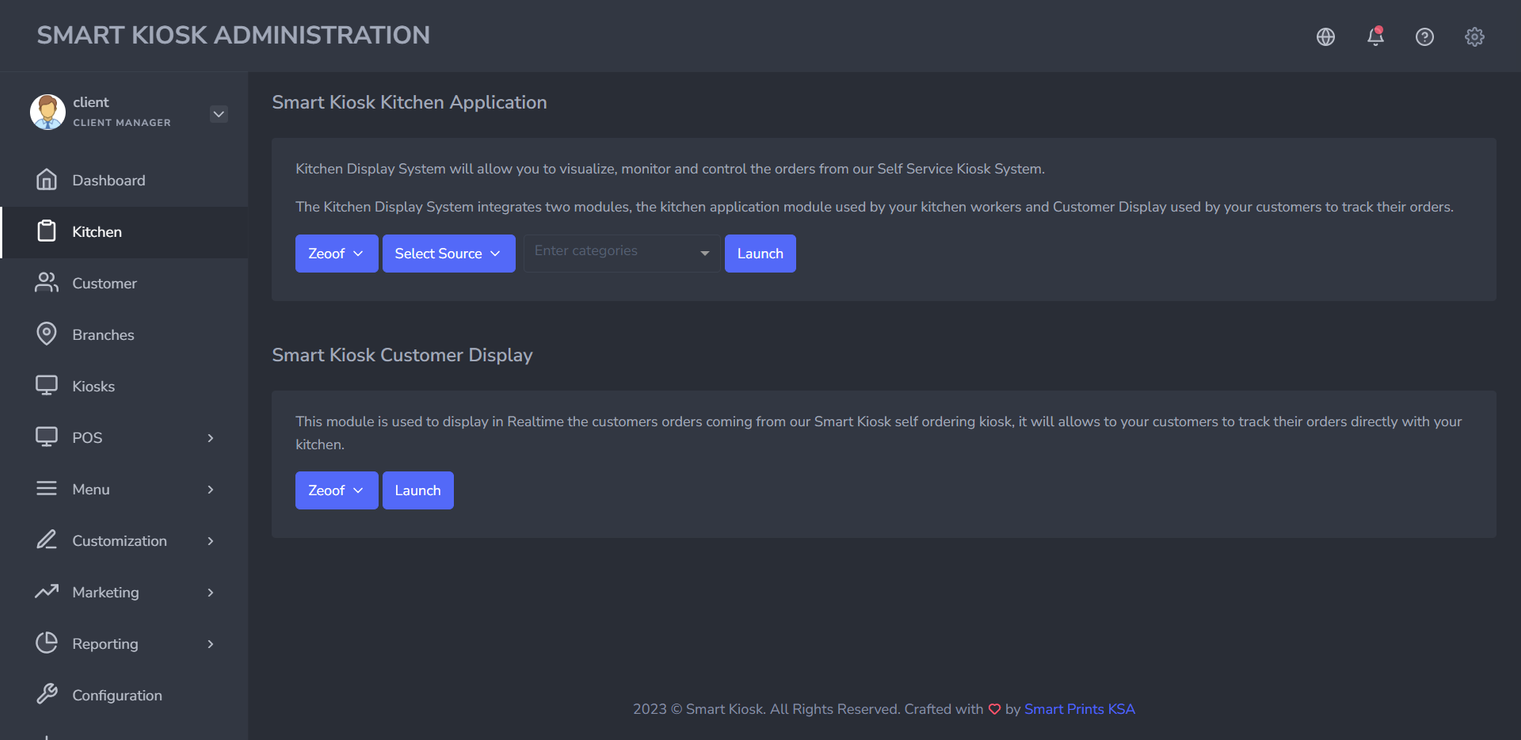 SMART KIOSK ADMINISTRATION
client
CLIENT MANAGER
Dashboard
Kitchen
Customer
Branches
Kiosks
POS
Menu
Customization
Marketing
Reporting
Configuration
Smart Kiosk Kitchen Application
Kitchen Display System will allow you to visualize, monitor and control the orders from our Self Service Kiosk System.
The Kitchen Display System integrates two modules, the kitchen application module used by your kitchen workers and Customer Display used by your customers to track their orders.
Zeoof Select Source Enter categories Launch
Smart Kiosk Customer Display
This module is used to display in Realtime the customers orders coming from our Smart Kiosk self ordering kiosk, it will allows to your customers to track their orders directly with your
kitchen.
Zeoof Launch
2023 © Smart Kiosk. All Rights Reserved. Crafted with by Smart Prints KSA